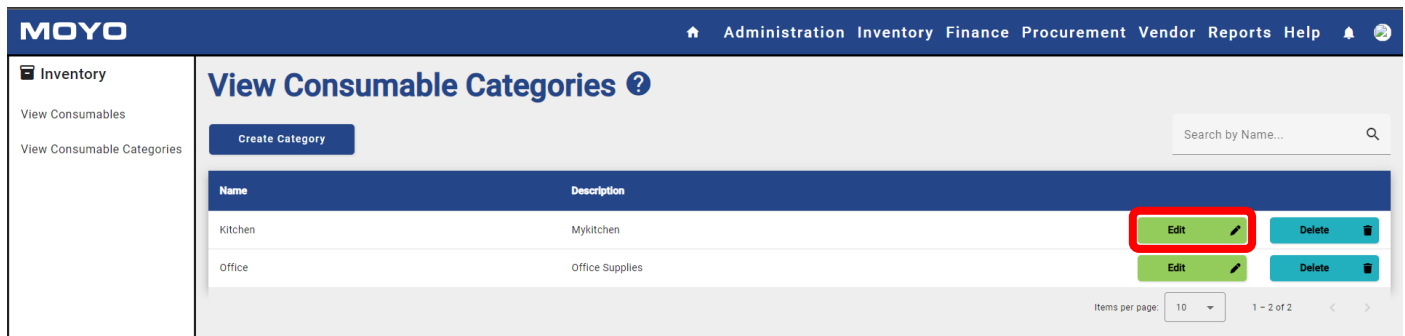 MOYO
Administration Inventory Finance Procurement Vendor Reports Help
Inventory
View Consumables
View Consumable Categories
View Consumable Categories ?
Create Category
Search by Name...
Name Description
Kitchen Mykitchen Edit Delete
Office Office Supplies Edit Delete
Items per page: 10 1 – 2 of 2